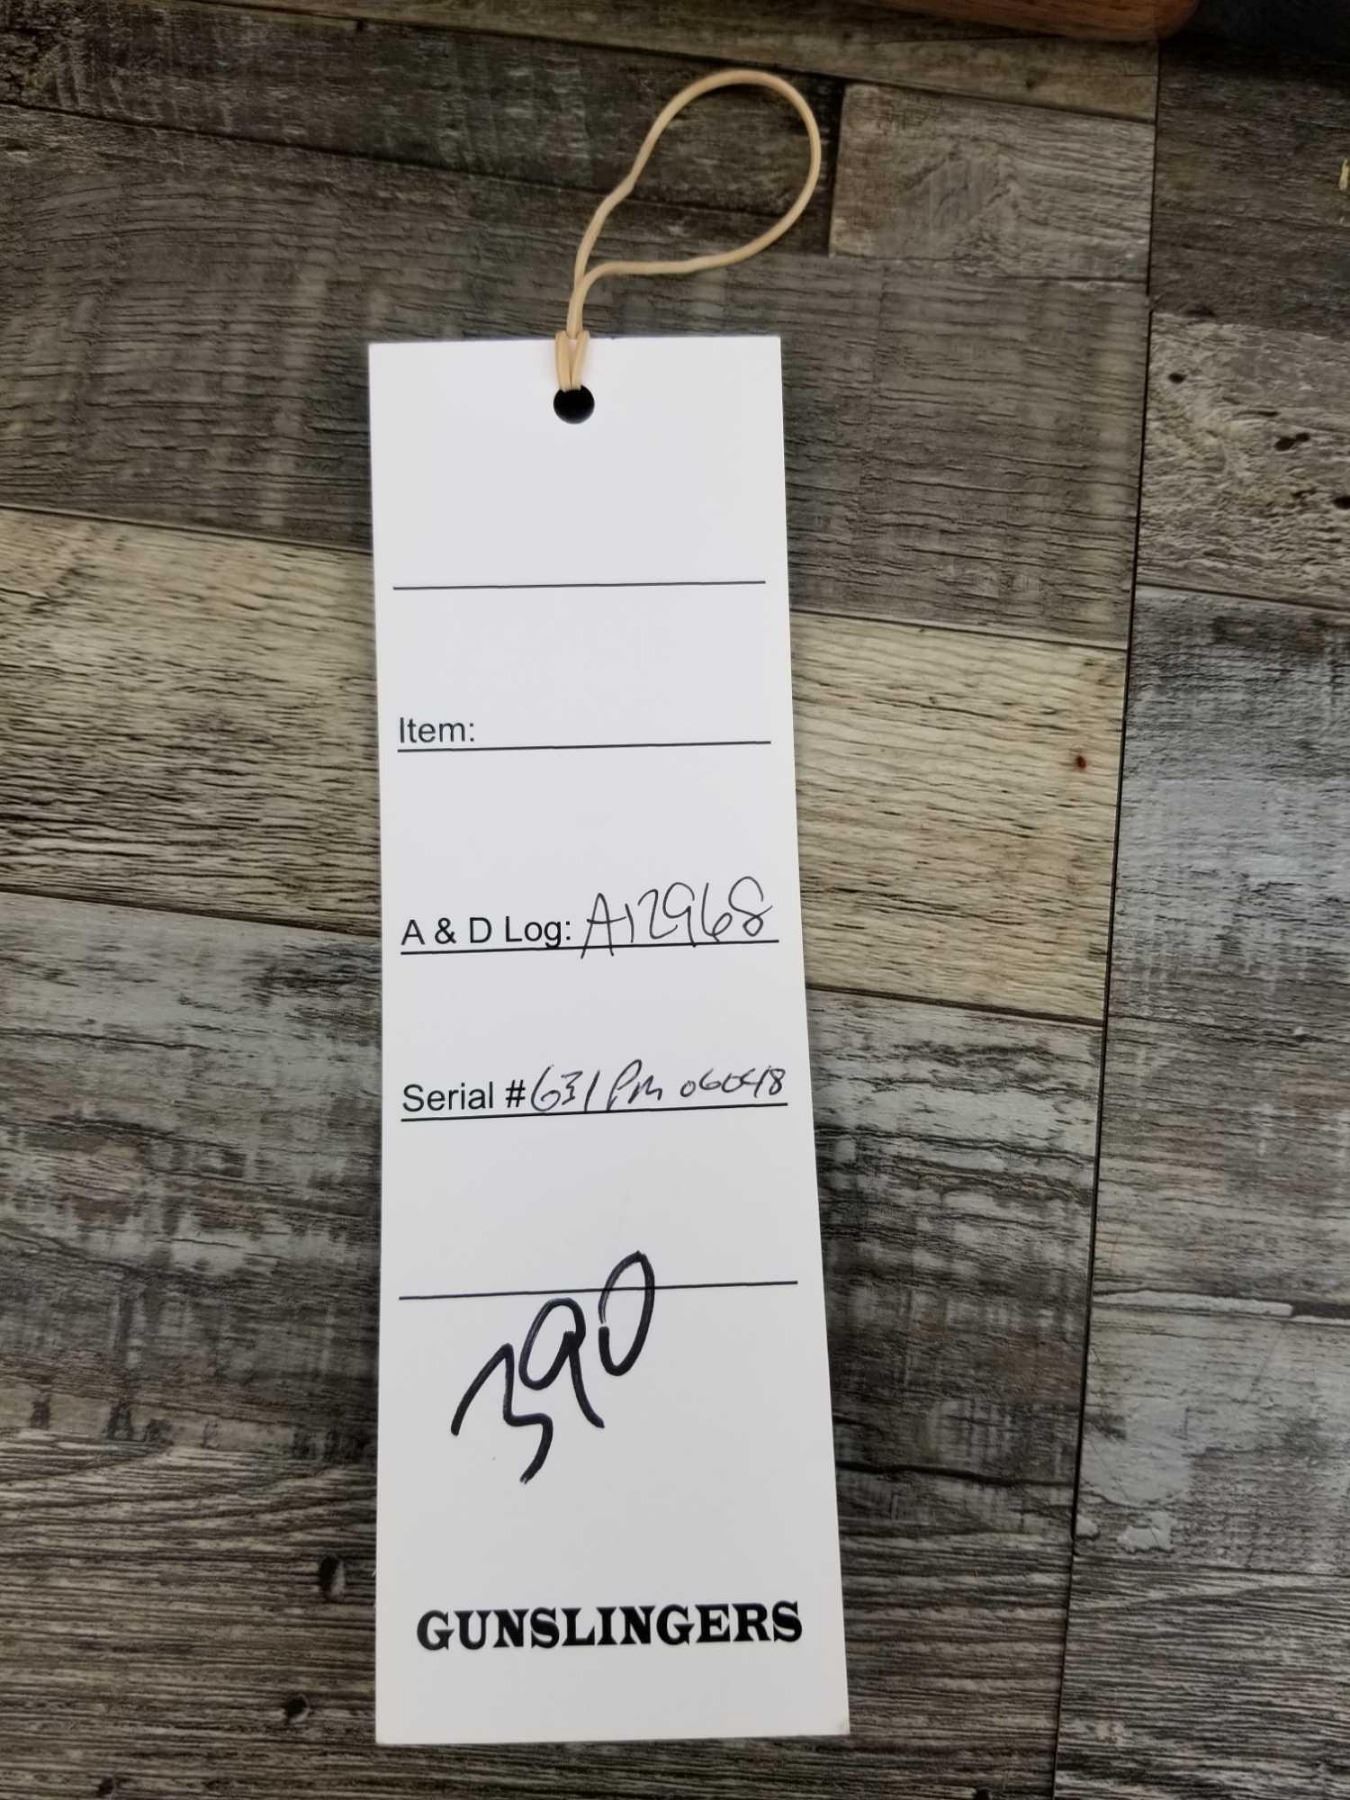 Item:
A & D Log: A12968
Serial # 631PM06048
390
GUNSLINGERS